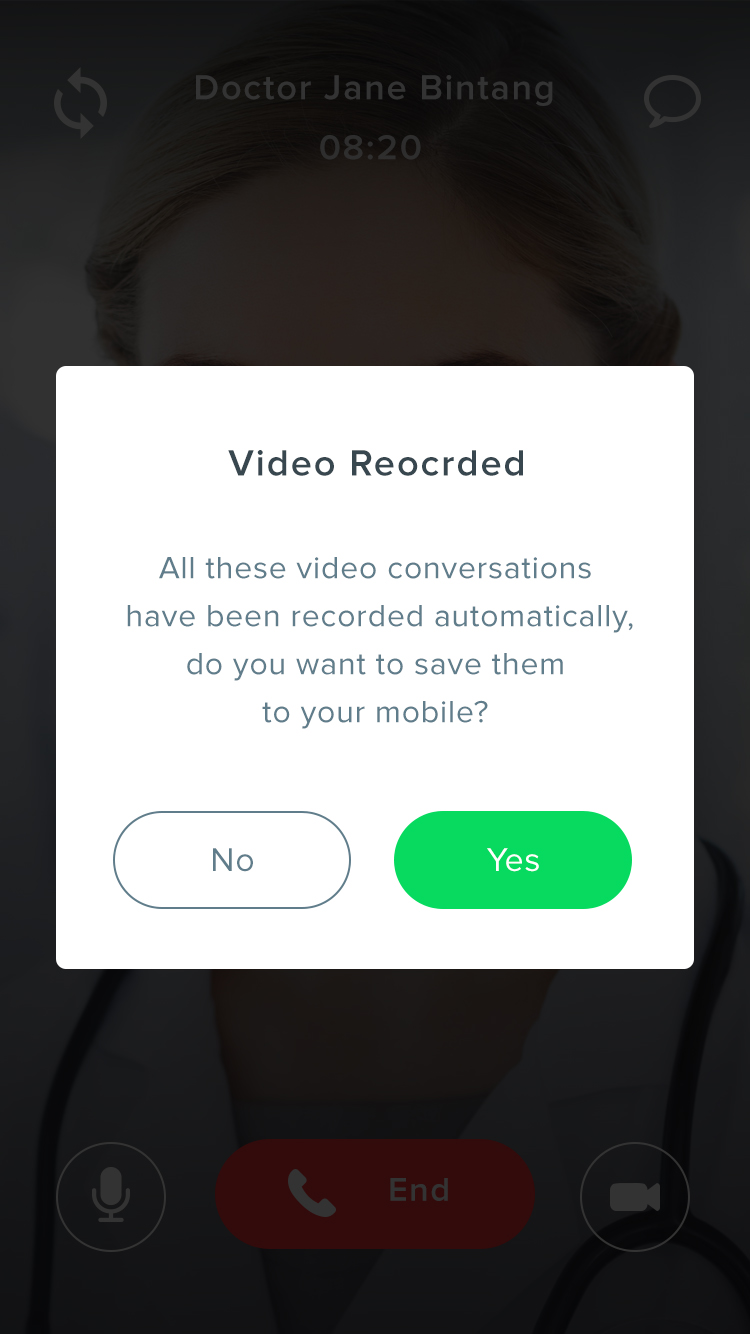 Doctor Jane Bintang
08:20
Video Reocrded
All these video conversations
have been recorded automatically,
do you want to save them
to your mobile?
No
Yes
End